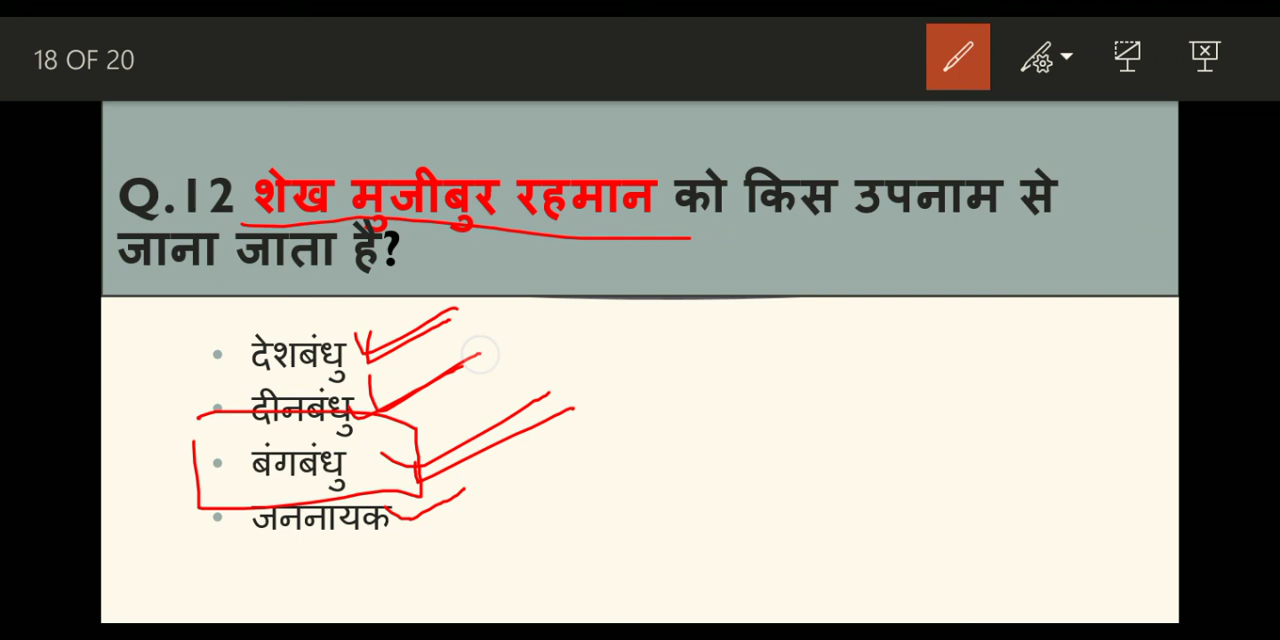 18 OF 20
Q.12 शेख मुजीबुर रहमान को किस उपनाम से
जाना जाता है?
• देशबंधु
• दीनबंधु
• बंगबंधु
• जननायक